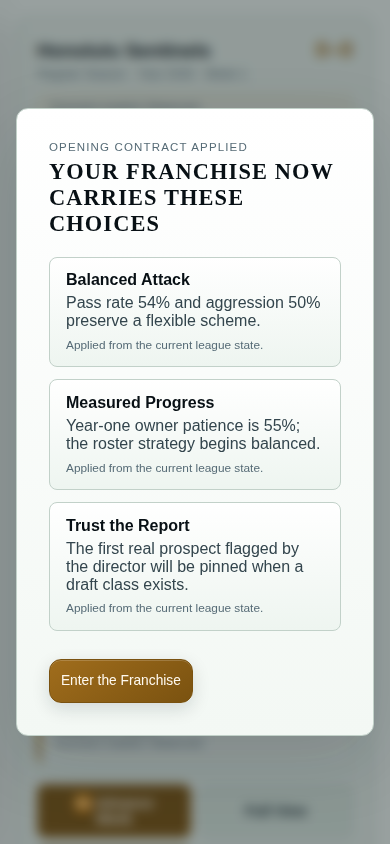 OPENING CONTRACT APPLIED
YOUR FRANCHISE NOW
CARRIES THESE
CHOICES
Balanced Attack
Pass rate 54% and aggression 50%
preserve a flexible scheme.
Applied from the current league state.
Measured Progress
Year-one owner patience is 55%;
the roster strategy begins balanced.
Applied from the current league state.
Trust the Report
The first real prospect flagged by
the director will be pinned when a
draft class exists.
Applied from the current league state.
Enter the Franchise